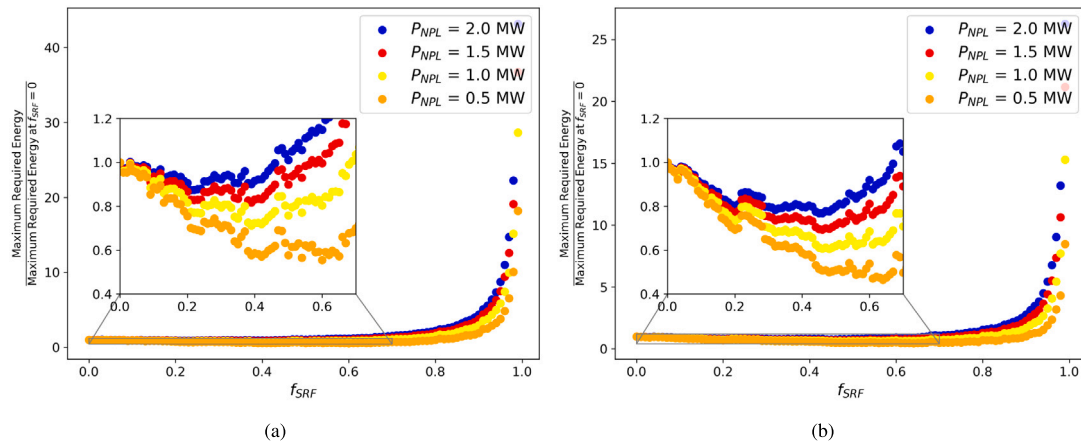 Maximum Required Energy
Maximum Required Energy at f_SRF = 0
40
30
20
10
0
P_NPL = 2.0 MW
P_NPL = 1.5 MW
P_NPL = 1.0 MW
P_NPL = 0.5 MW
1.2
1.0
0.8
0.6
0.4
0.0 0.2 0.4 0.6
0.0 0.2 0.4 0.6 0.8 1.0
f_SRF
(a)
Maximum Required Energy
Maximum Required Energy at f_SRF = 0
25
20
15
10
5
0
P_NPL = 2.0 MW
P_NPL = 1.5 MW
P_NPL = 1.0 MW
P_NPL = 0.5 MW
1.2
1.0
0.8
0.6
0.4
0.0 0.2 0.4 0.6
0.0 0.2 0.4 0.6 0.8 1.0
f_SRF
(b)